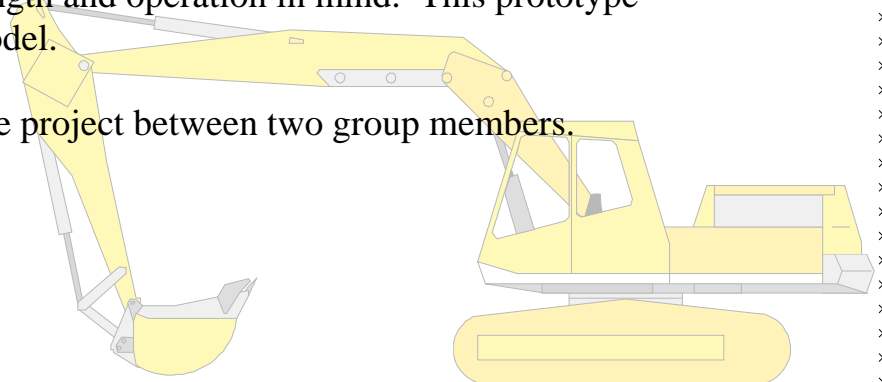 ngth and operation in mind. This prototype
odel.
e project between two group members.